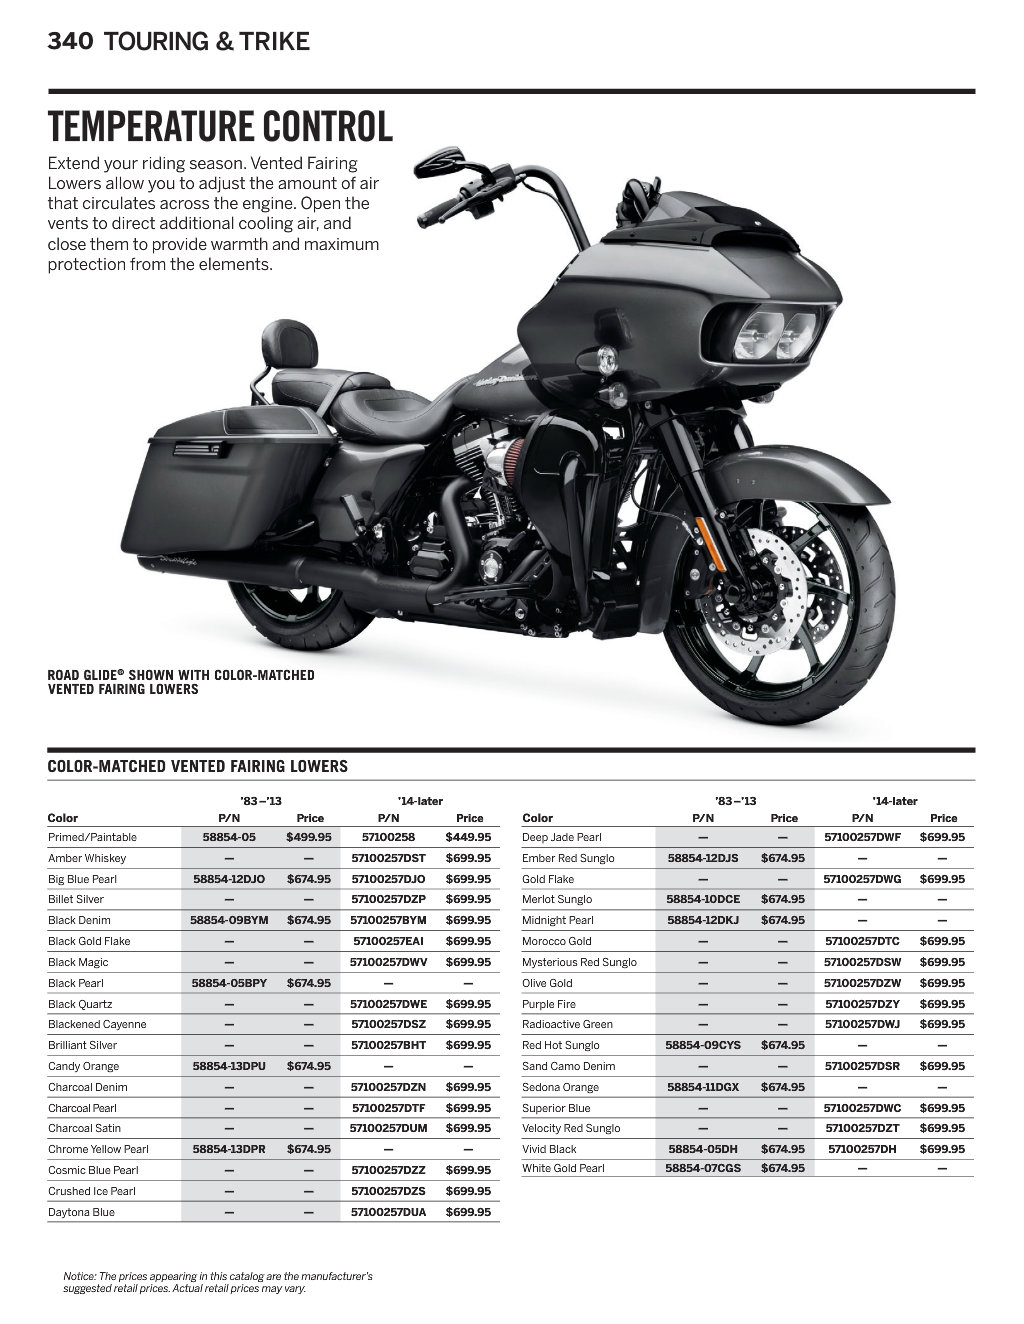 340 TOURING & TRIKE
TEMPERATURE CONTROL
Extend your riding season. Vented Fairing
Lowers allow you to adjust the amount of air
that circulates across the engine. Open the
vents to direct additional cooling air, and
close them to provide warmth and maximum
protection from the elements.
Harley-Davidson
ROAD GLIDE® SHOWN WITH COLOR-MATCHED
VENTED FAIRING LOWERS
COLOR-MATCHED VENTED FAIRING LOWERS
’83–’13 ’14-later
Color P/N Price P/N Price
Primed/Paintable 58854-05 $499.95 57100258 $449.95
Amber Whiskey — — 57100257DST $699.95
Big Blue Pearl 58854-12DJO $674.95 57100257DJO $699.95
Billet Silver — — 57100257DZP $699.95
Black Denim 58854-09BYM $674.95 57100257BYM $699.95
Black Gold Flake — — 57100257EAI $699.95
Black Magic — — 57100257DWV $699.95
Black Pearl 58854-05BPY $674.95 — —
Black Quartz — — 57100257DWE $699.95
Blackened Cayenne — — 57100257DSZ $699.95
Brilliant Silver — — 57100257BHT $699.95
Candy Orange 58854-13DPU $674.95 — —
Charcoal Denim — — 57100257DZN $699.95
Charcoal Pearl — — 57100257DTF $699.95
Charcoal Satin — — 57100257DUM $699.95
Chrome Yellow Pearl 58854-13DPR $674.95 — —
Cosmic Blue Pearl — — 57100257DZZ $699.95
Crushed Ice Pearl — — 57100257DZS $699.95
Daytona Blue — — 57100257DUA $699.95
’83–’13 ’14-later
Color P/N Price P/N Price
Deep Jade Pearl — — 57100257DWF $699.95
Ember Red Sunglo 58854-12DJS $674.95 — —
Gold Flake — — 57100257DWG $699.95
Merlot Sunglo 58854-10DCE $674.95 — —
Midnight Pearl 58854-12DKJ $674.95 — —
Morocco Gold — — 57100257DTC $699.95
Mysterious Red Sunglo — — 57100257DSW $699.95
Olive Gold — — 57100257DZW $699.95
Purple Fire — — 57100257DZY $699.95
Radioactive Green — — 57100257DWJ $699.95
Red Hot Sunglo 58854-09CYS $674.95 — —
Sand Camo Denim — — 57100257DSR $699.95
Sedona Orange 58854-11DGX $674.95 — —
Superior Blue — — 57100257DWC $699.95
Velocity Red Sunglo — — 57100257DZT $699.95
Vivid Black 58854-05DH $674.95 57100257DH $699.95
White Gold Pearl 58854-07CGS $674.95 — —
Notice: The prices appearing in this catalog are the manufacturer’s
suggested retail prices. Actual retail prices may vary.